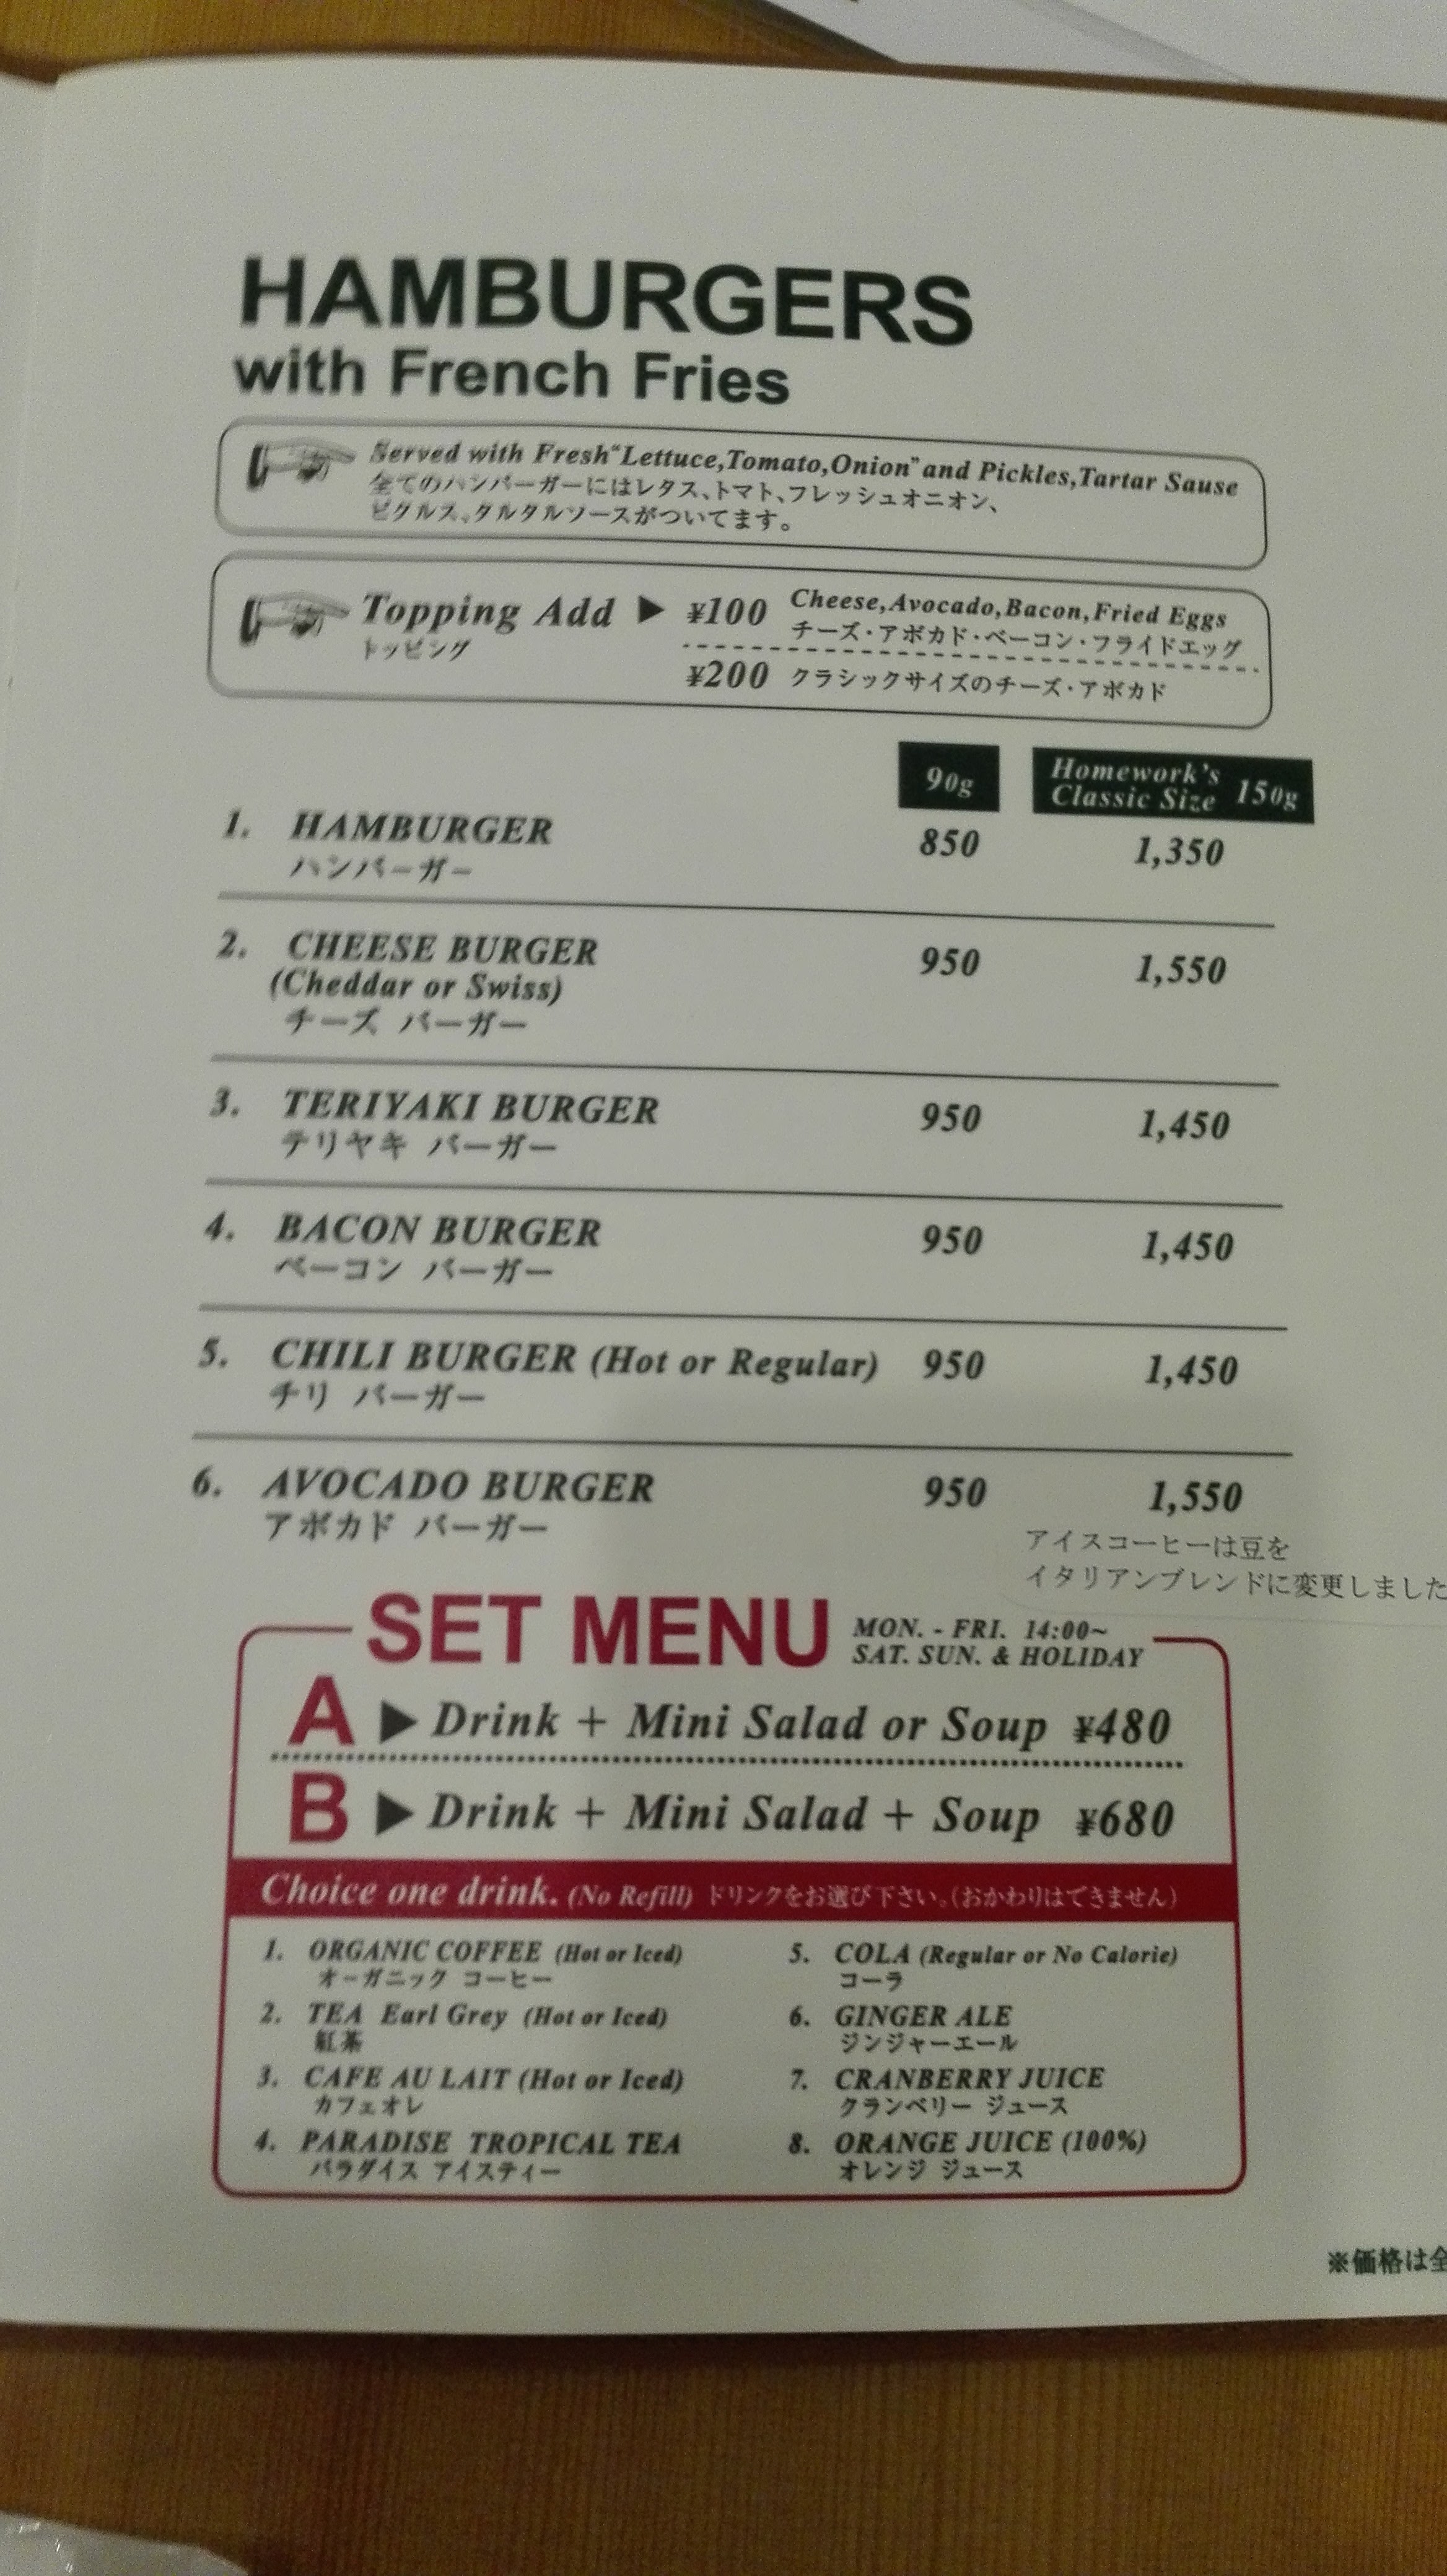 HAMBURGERS
with French Fries
Served with Fresh“Lettuce,Tomato,Onion”and Pickles,Tartar Sause
全てのハンバーガーにはレタス、トマト、フレッシュオニオン、
ピクルス、タルタルソースがついてます。
Topping Add ▶ ¥100 Cheese,Avocado,Bacon,Fried Eggs
トッピング チーズ・アボカド・ベーコン・フライドエッグ
¥200 クラシックサイズのチーズ・アボカド
90g Homework's Classic Size 150g
1. HAMBURGER 850 1,350
ハンバーガー
2. CHEESE BURGER 950 1,550
(Cheddar or Swiss)
チーズ バーガー
3. TERIYAKI BURGER 950 1,450
テリヤキ バーガー
4. BACON BURGER 950 1,450
ベーコン バーガー
5. CHILI BURGER (Hot or Regular) 950 1,450
チリ バーガー
6. AVOCADO BURGER 950 1,550
アボカド バーガー
アイスコーヒーは豆を
イタリアンブレンドに変更しました
SET MENU MON. - FRI. 14:00~
SAT. SUN. & HOLIDAY
A ▶ Drink + Mini Salad or Soup ¥480
B ▶ Drink + Mini Salad + Soup ¥680
Choice one drink. (No Refill) ドリンクをお選び下さい。(おかわりはできません)
1. ORGANIC COFFEE (Hot or Iced)
オーガニック コーヒー
2. TEA Earl Grey (Hot or Iced)
紅茶
3. CAFE AU LAIT (Hot or Iced)
カフェオレ
4. PARADISE TROPICAL TEA
パラダイス アイスティー
5. COLA (Regular or No Calorie)
コーラ
6. GINGER ALE
ジンジャーエール
7. CRANBERRY JUICE
クランベリー ジュース
8. ORANGE JUICE (100%)
オレンジ ジュース
※価格は全